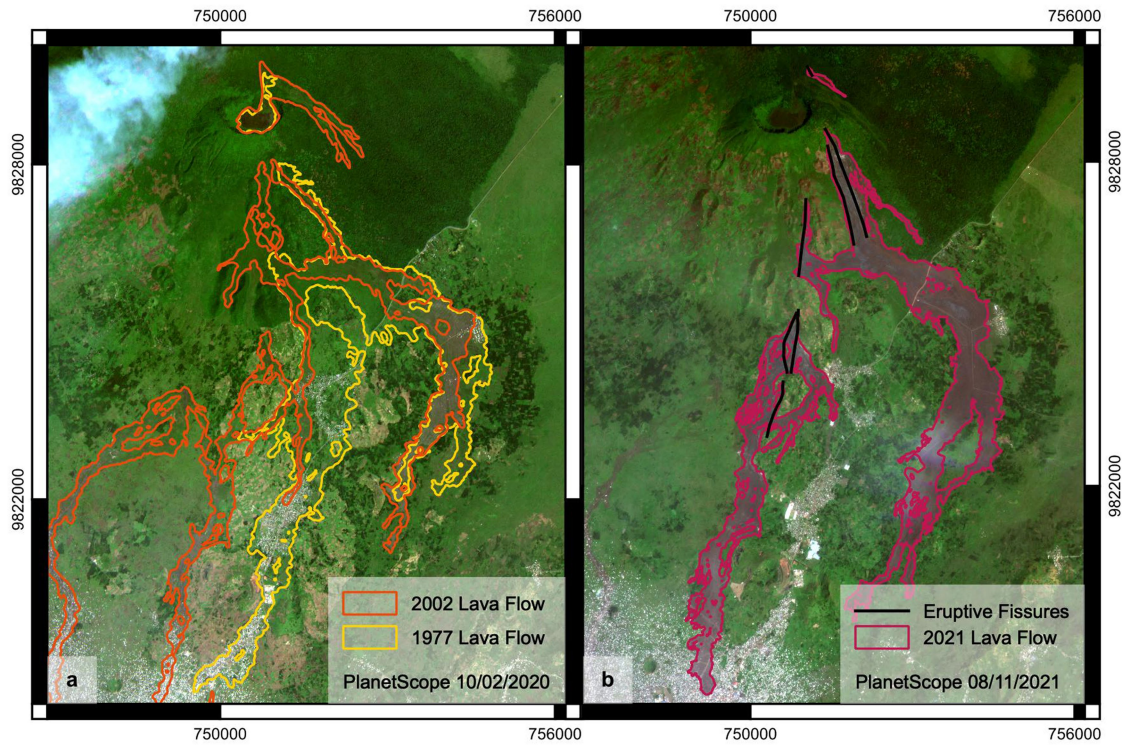 750000
756000
750000
756000
9828000
9822000
9828000
9822000
2002 Lava Flow
1977 Lava Flow
PlanetScope 10/02/2020
a
Eruptive Fissures
2021 Lava Flow
PlanetScope 08/11/2021
b
750000
756000
750000
756000